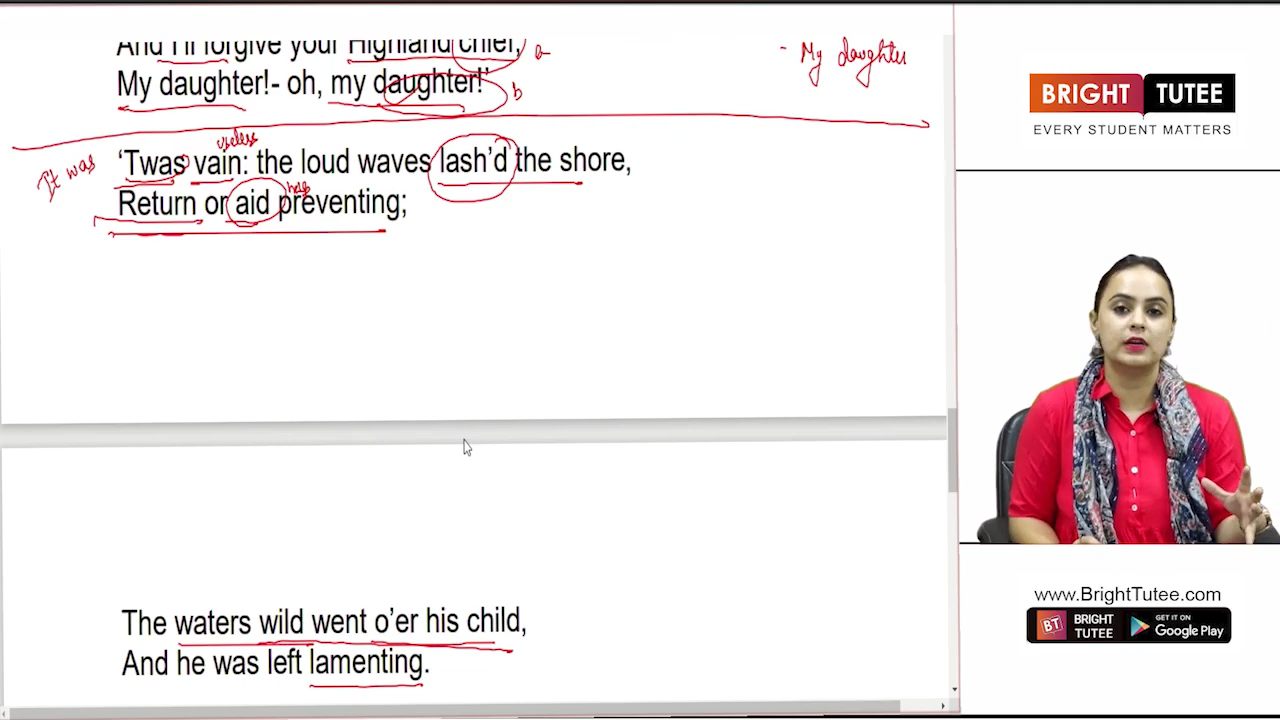 And I'll forgive your Highland chief, a
My daughter!- oh, my daughter!' b
- My daughter
useless
It was
'Twas vain: the loud waves lash'd the shore,
help
Return or aid preventing;
The waters wild went o'er his child,
And he was left lamenting.
BRIGHT TUTEE
EVERY STUDENT MATTERS
www.BrightTutee.com
BT BRIGHT TUTEE
GET IT ON
Google Play